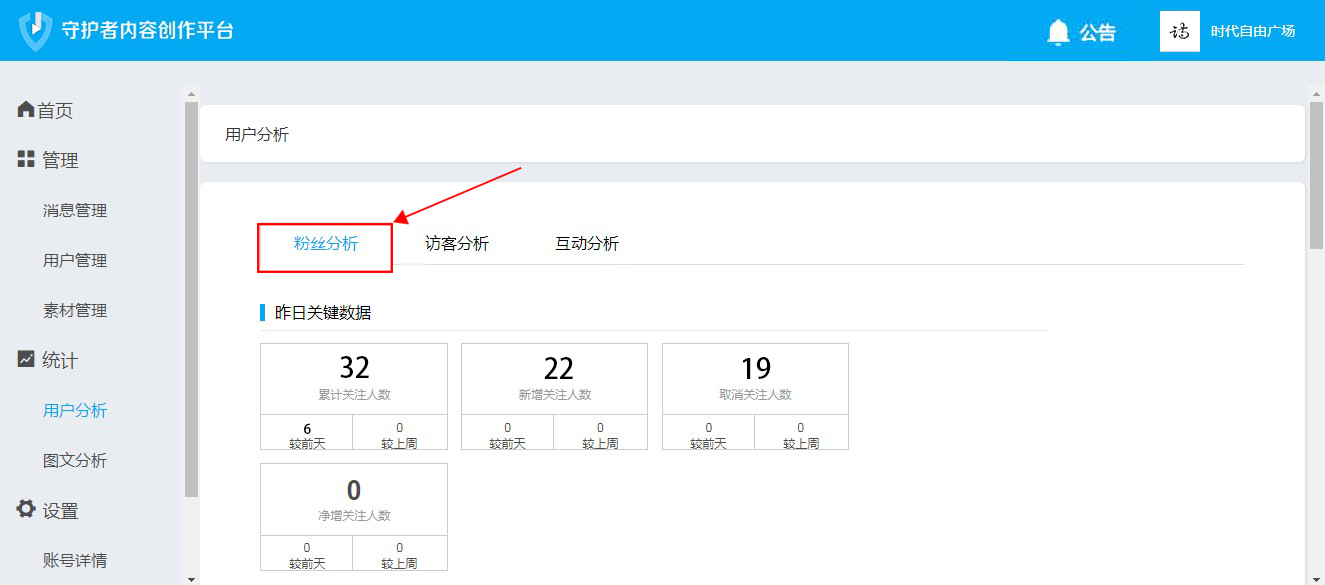 守护者内容创作平台
公告
时代自由广场
首页
管理
消息管理
用户管理
素材管理
统计
用户分析
图文分析
设置
账号详情
用户分析
粉丝分析 访客分析 互动分析
昨日关键数据
32
累计关注人数
6 0
较前天 较上周
22
新增关注人数
0 0
较前天 较上周
19
取消关注人数
0 0
较前天 较上周
0
净增关注人数
0 0
较前天 较上周